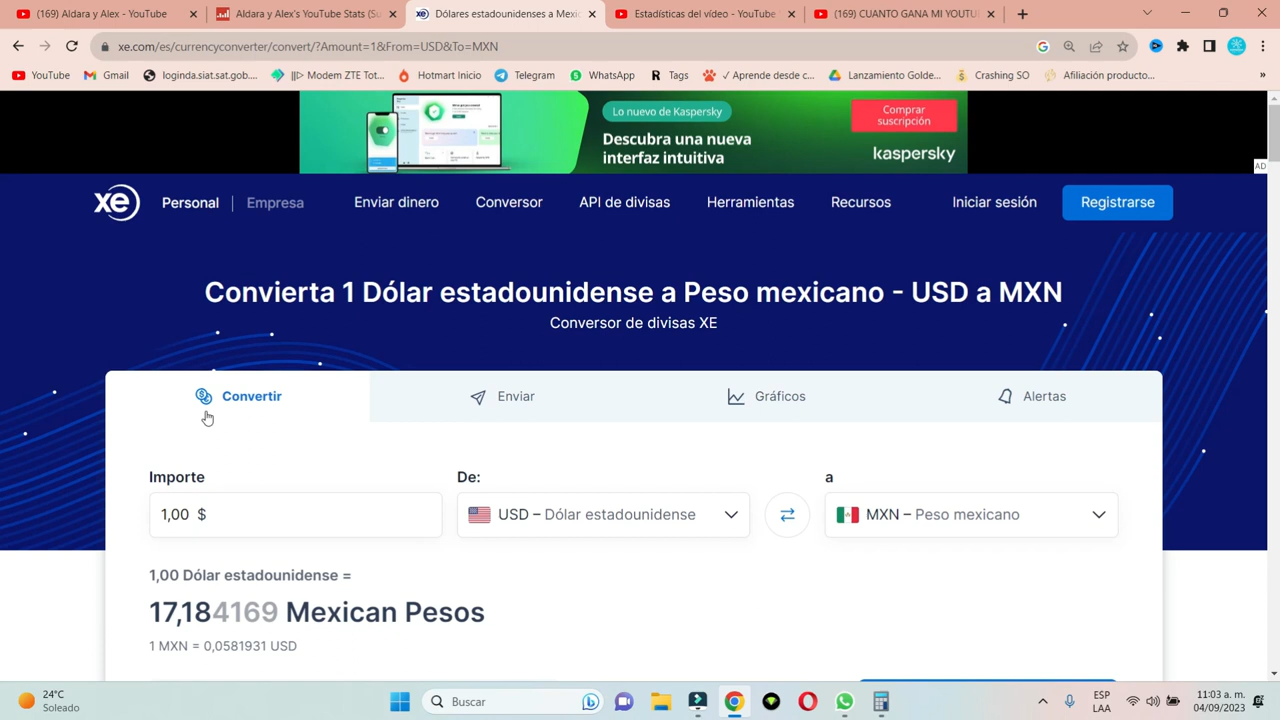 (169) Aldara y Alex - YouTube
Aldara y Alex's YouTube Stats (Su
Dólares estadounidenses a Mexic
Estadísticas del vídeo - YouTube
(169) CUANTO GANA MI YOUTU
xe.com/es/currencyconverter/convert/?Amount=1&From=USD&To=MXN
YouTube
Gmail
loginda.siat.sat.gob....
||▷ Modem ZTE Tot...
Hotmart Inicio
Telegram
WhatsApp
Tags
✓ Aprende desde c...
Lanzamiento Golde...
Crashing SO
Afiliación producto...
»
Lo nuevo de Kaspersky
Descubra una nueva
interfaz intuitiva
Comprar
suscripción
kaspersky
AD
xe
Personal | Empresa
Enviar dinero
Conversor
API de divisas
Herramientas
Recursos
Iniciar sesión
Registrarse
Convierta 1 Dólar estadounidense a Peso mexicano - USD a MXN
Conversor de divisas XE
Convertir
Enviar
Gráficos
Alertas
Importe
De:
a
1,00 $
USD – Dólar estadounidense
MXN – Peso mexicano
1,00 Dólar estadounidense =
17,184169 Mexican Pesos
1 MXN = 0,0581931 USD
24°C
Soleado
Buscar
ESP
LAA
11:03 a. m.
04/09/2023